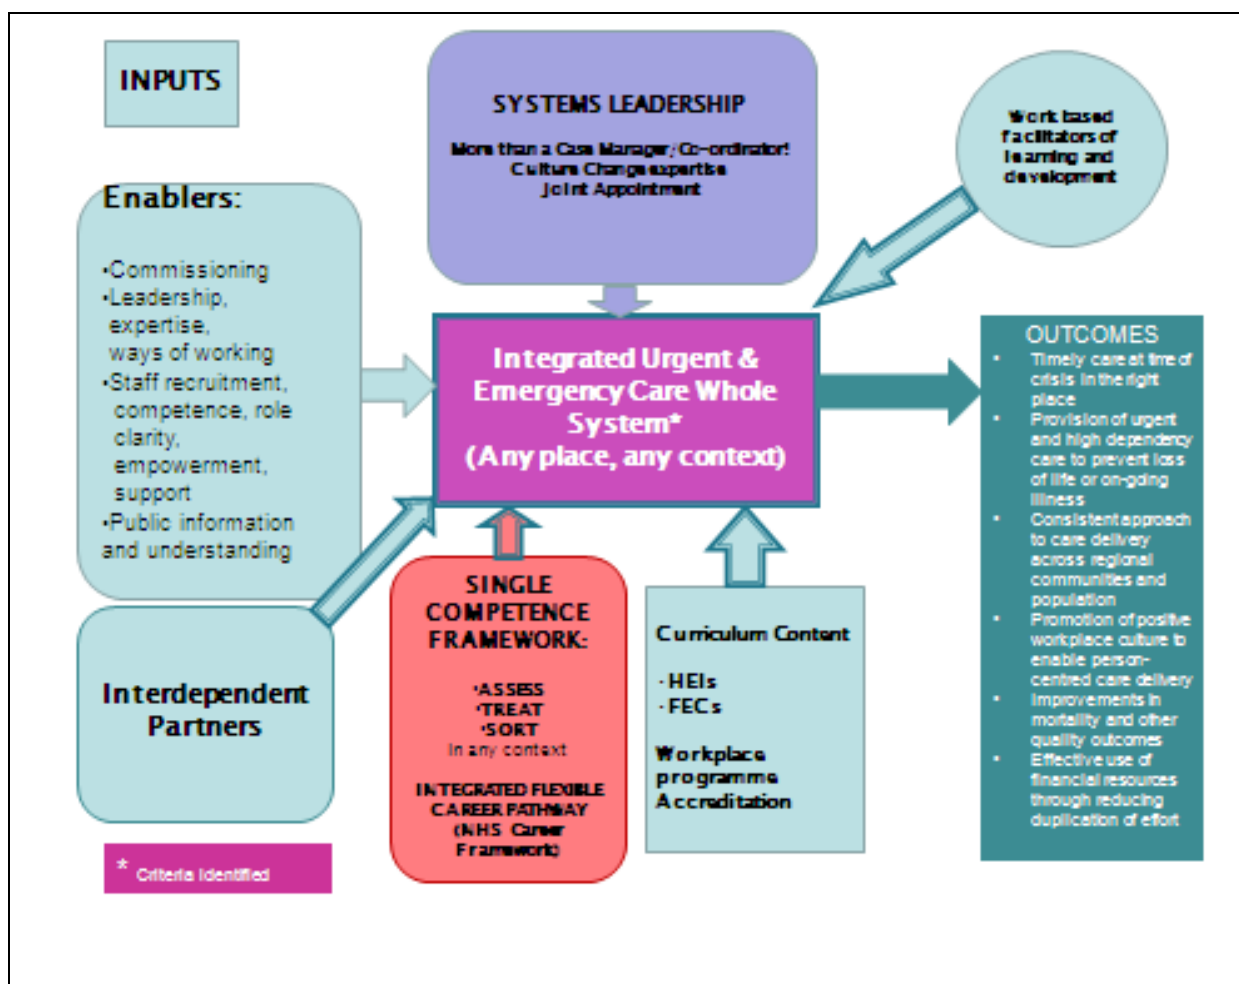 INPUTS
SYSTEMS LEADERSHIP
More than a Case Manager; Co-ordinator!
Culture Change expertise
Joint Appointment
Work based
facilitators of
learning and
development
Enablers:
•Commissioning
•Leadership,
expertise,
ways of working
•Staff recruitment,
competence, role
clarity,
empowerment,
support
•Public information
and understanding
Integrated Urgent &
Emergency Care Whole
System*
(Any place, any context)
OUTCOMES
• Timely care at time of
crisis in the right
place
• Provision of urgent
and high dependency
care to prevent loss
of life or on-going
illness
• Consistent approach
to care delivery
across regional
communities and
population
• Promotion of positive
workplace culture to
enable person-
centred care delivery
• Improvements in
mortality and other
quality outcomes
• Effective use of
financial resources
through reducing
duplication of effort
Interdependent
Partners
SINGLE
COMPETENCE
FRAMEWORK:
•ASSESS
•TREAT
•SORT
in any context
INTEGRATED FLEXIBLE
CAREER PATHWAY
(NHS Career
Framework)
Curriculum Content
· HEIs
· FECs
Workplace
programme
Accreditation
* Criteria Identified